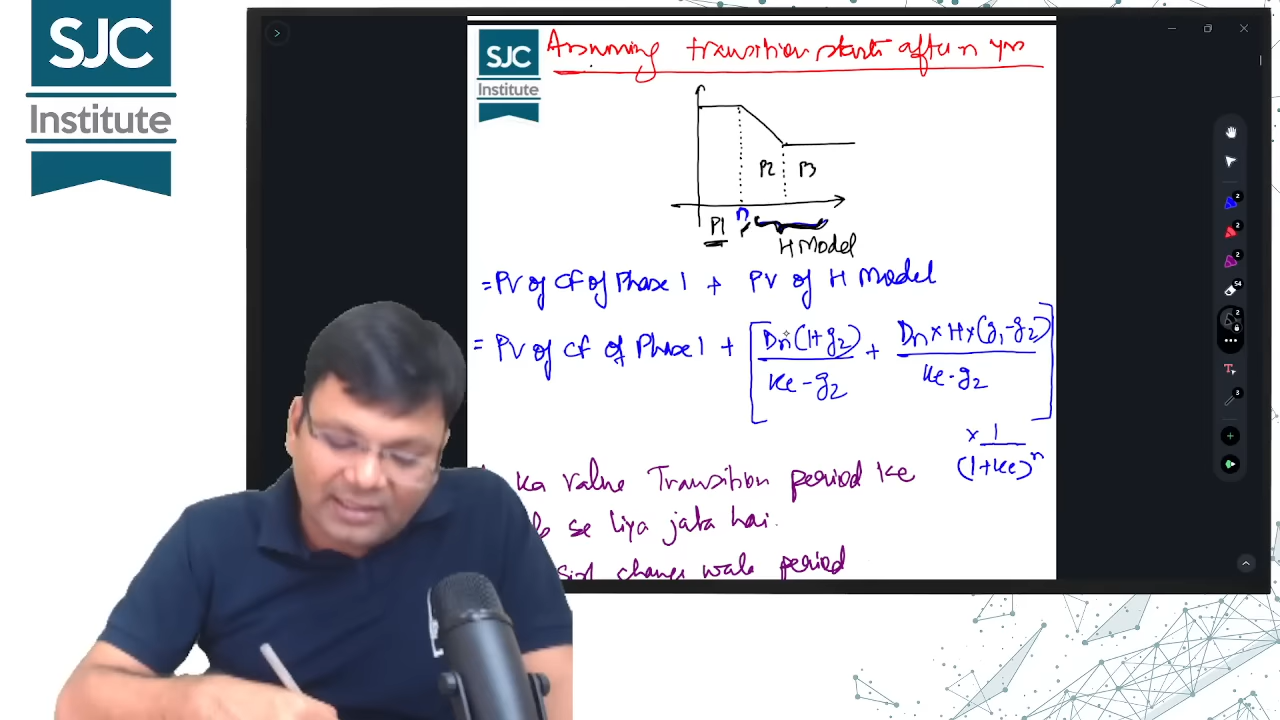 SJC
Institute
SJC
Institute
Assuming transition starts after n yrs
P2 P3
n
P1
H Model
= PV of CF of Phase 1 + PV of H Model
= PV of CF of Phase 1 + [ Dn(1+g2) / Ke - g2 + Dn x H x (g1 - g2) / Ke - g2 ]
x 1 / (1+Ke)^n
ka value Transition period ke
se liya jata hai.
change wala period